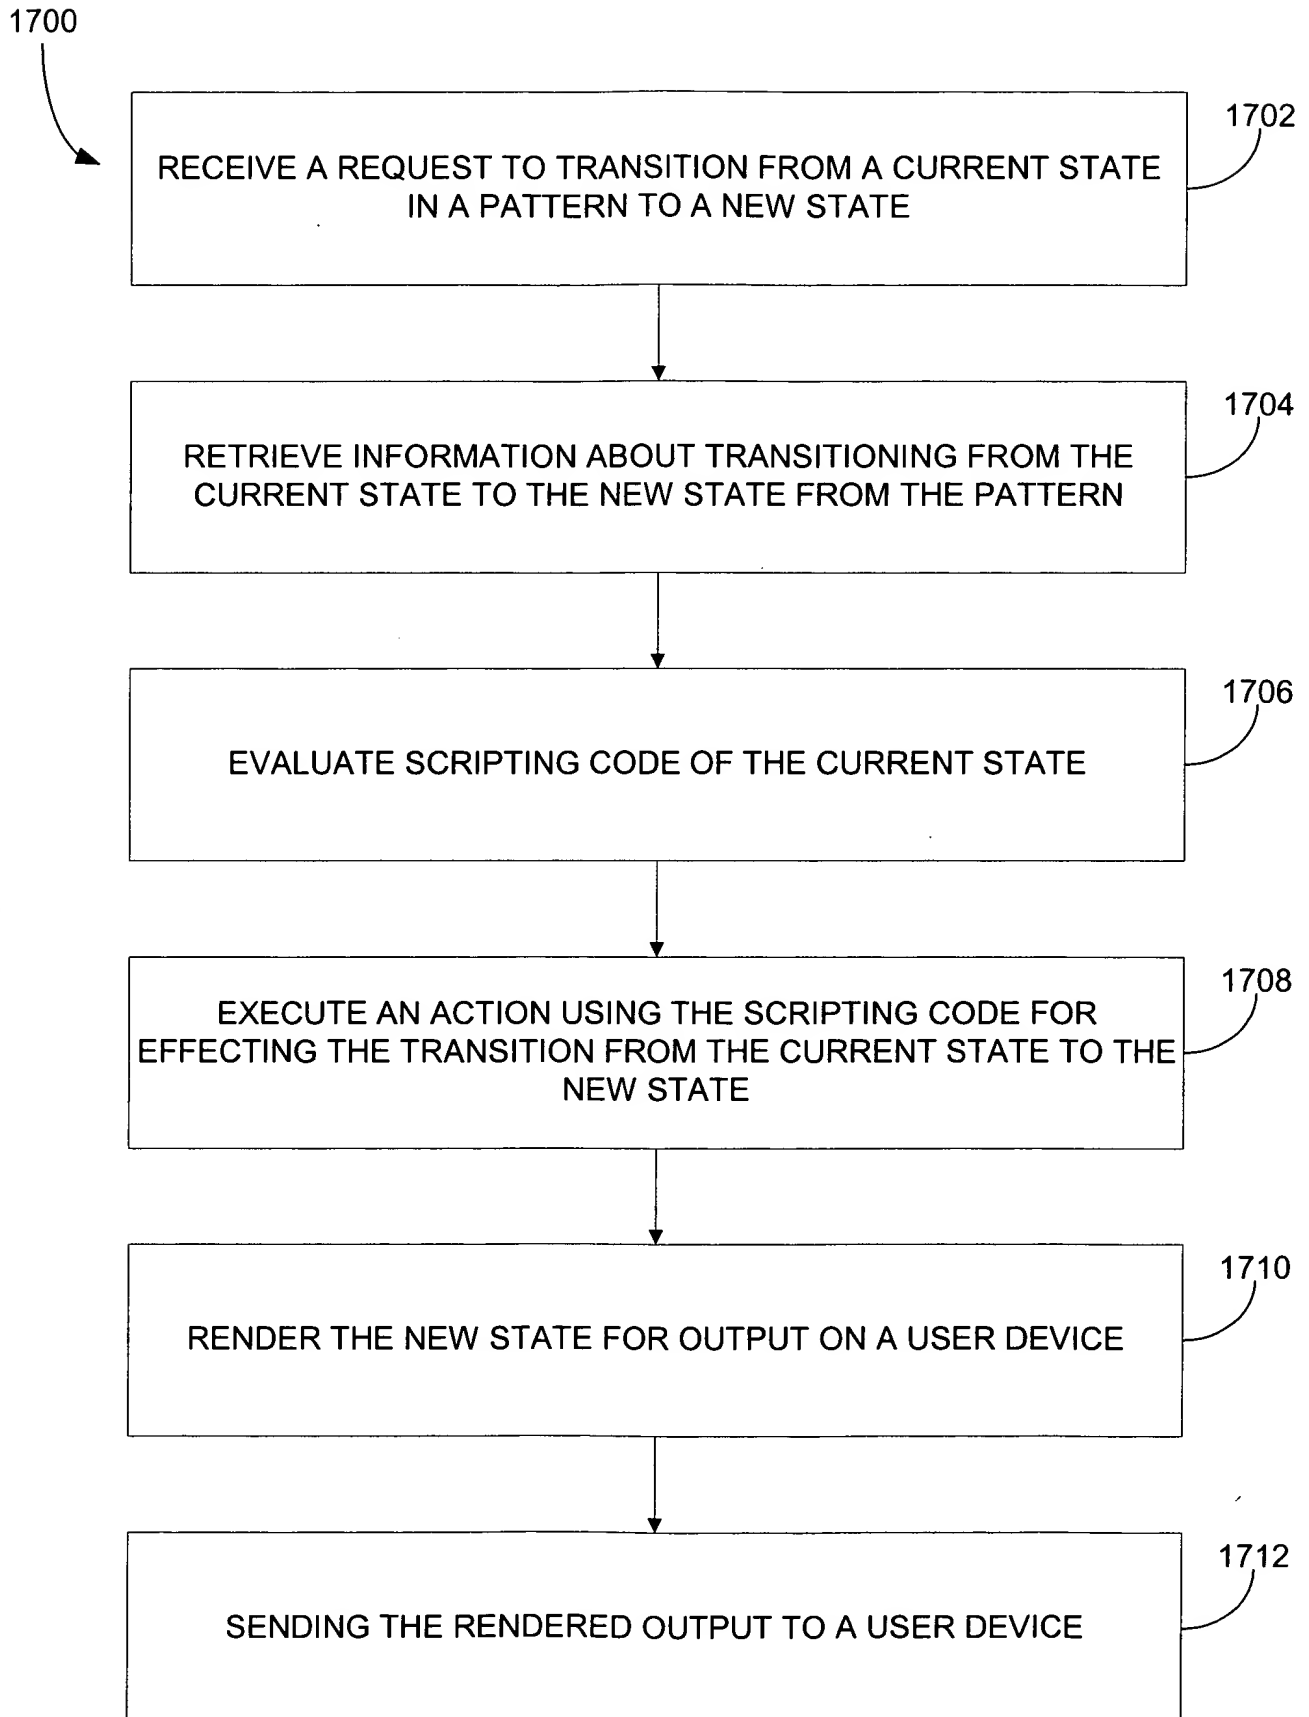 1700
1702
RECEIVE A REQUEST TO TRANSITION FROM A CURRENT STATE
IN A PATTERN TO A NEW STATE
1704
RETRIEVE INFORMATION ABOUT TRANSITIONING FROM THE
CURRENT STATE TO THE NEW STATE FROM THE PATTERN
1706
EVALUATE SCRIPTING CODE OF THE CURRENT STATE
1708
EXECUTE AN ACTION USING THE SCRIPTING CODE FOR
EFFECTING THE TRANSITION FROM THE CURRENT STATE TO THE
NEW STATE
1710
RENDER THE NEW STATE FOR OUTPUT ON A USER DEVICE
1712
SENDING THE RENDERED OUTPUT TO A USER DEVICE